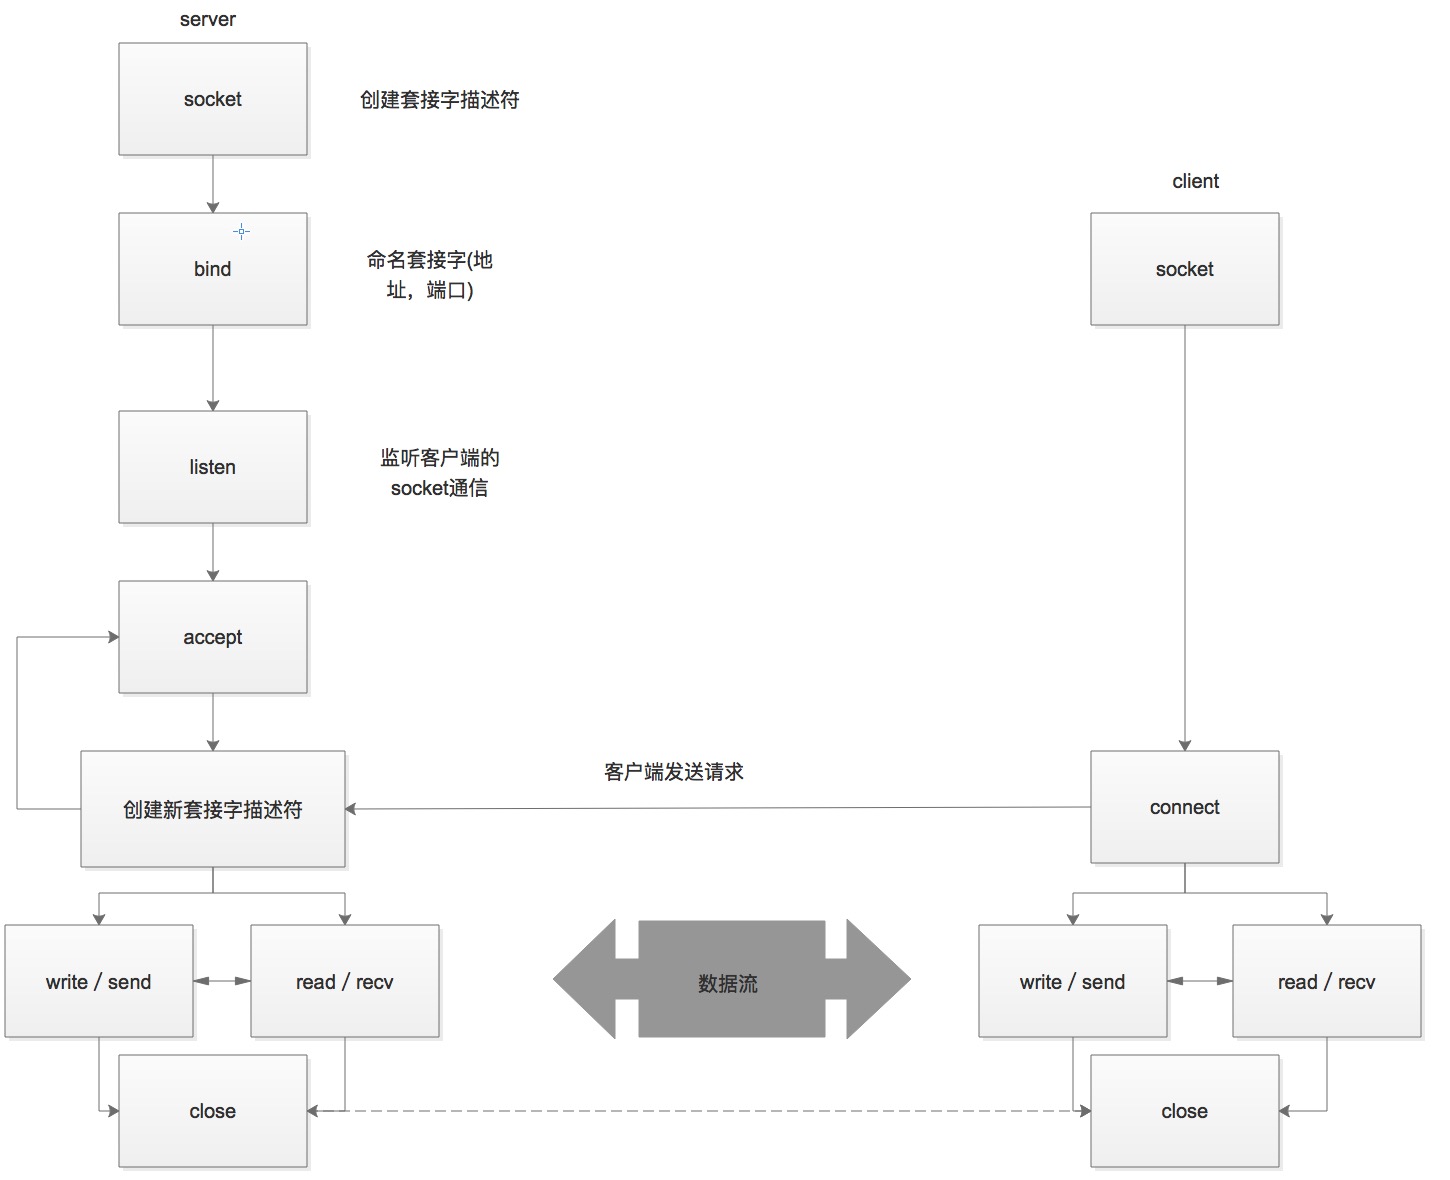 server
socket
创建套接字描述符
client
bind
命名套接字(地
址，端口)
socket
listen
监听客户端的
socket通信
accept
客户端发送请求
创建新套接字描述符
connect
write / send
read / recv
数据流
write / send
read / recv
close
close